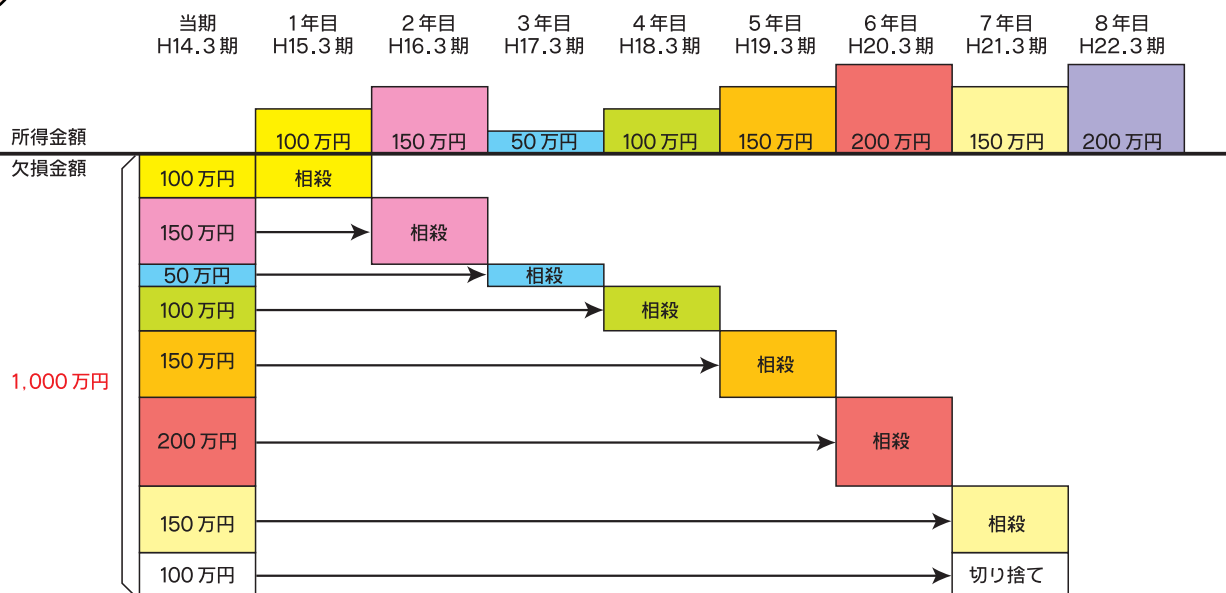 当期
H14.3期
1年目
H15.3期
2年目
H16.3期
3年目
H17.3期
4年目
H18.3期
5年目
H19.3期
6年目
H20.3期
7年目
H21.3期
8年目
H22.3期
所得金額
100万円
150万円
50万円
100万円
150万円
200万円
150万円
200万円
欠損金額
100万円
相殺
150万円
相殺
50万円
相殺
100万円
相殺
150万円
相殺
1,000万円
200万円
相殺
150万円
相殺
100万円
切り捨て